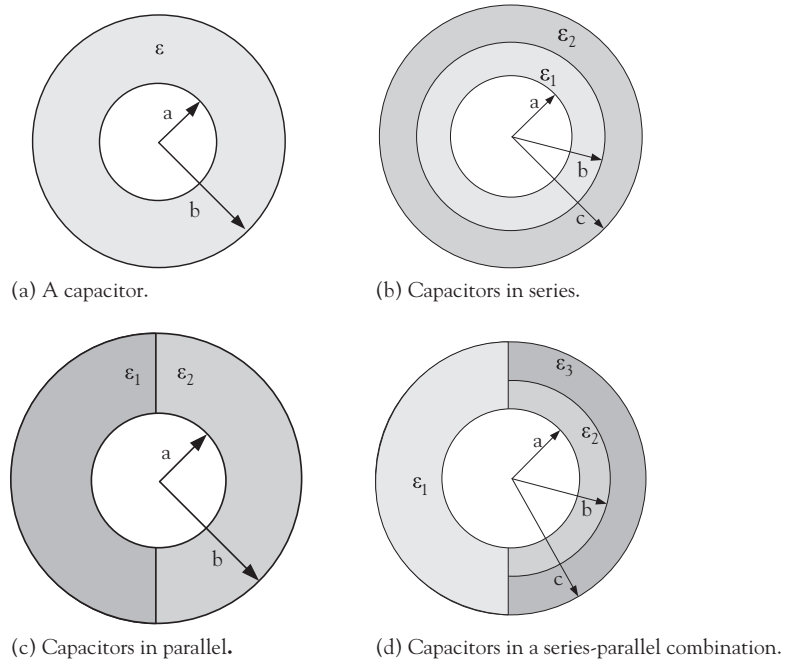 ε
a
b
(a) A capacitor.
ε2
ε1
a
b
c
(b) Capacitors in series.
ε1 ε2
a
b
(c) Capacitors in parallel.
ε3
ε2
a
ε1
b
c
(d) Capacitors in a series-parallel combination.